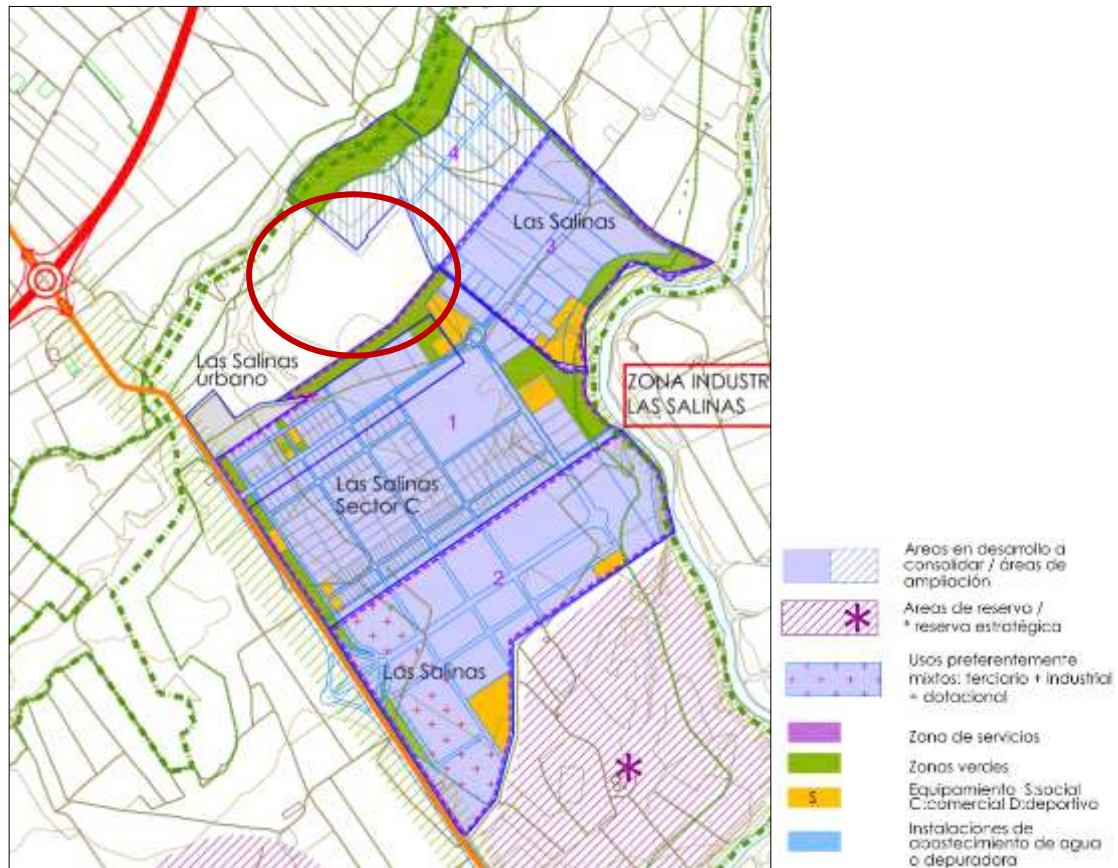 4
Las Salinas
3
Las Salinas
urbano
ZONA INDUSTR
LAS SALINAS
1
Las Salinas
Sector C
2
Las Salinas
*
Areas en desarrollo a
consolidar / áreas de
ampliación
Areas de reserva /
* reserva estratégica
Usos preferentemente
mixtos: terciario + industrial
+ dotacional
Zona de servicios
Zonas verdes
S
Equipamiento S:social
C:comercial D:deportivo
Instalaciones de
abastecimiento de agua
o depuradora